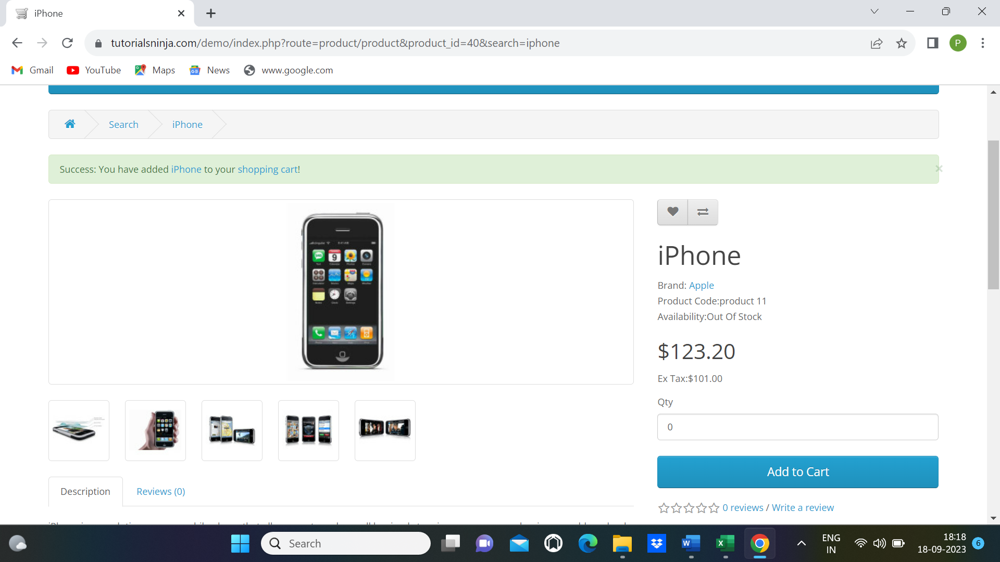 iPhone
tutorialsninja.com/demo/index.php?route=product/product&product_id=40&search=iphone
P
Gmail YouTube Maps News www.google.com
Search iPhone
Success: You have added iPhone to your shopping cart!
iPhone
Brand: Apple
Product Code:product 11
Availability:Out Of Stock
$123.20
Ex Tax:$101.00
Qty
0
Add to Cart
0 reviews / Write a review
Description Reviews (0)
Search
ENG
IN
18:18
18-09-2023
6